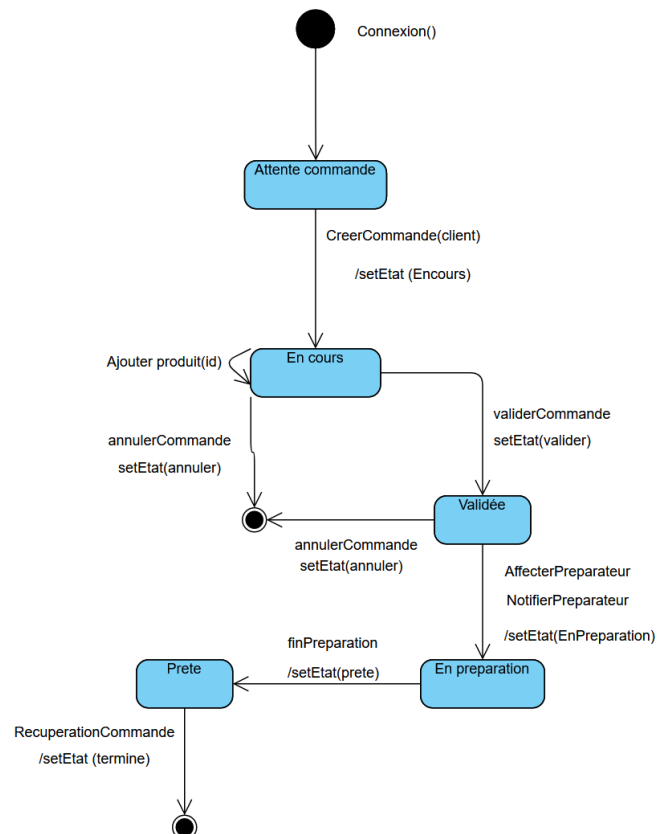 Connexion()
Attente commande
CreerCommande(client)
/setEtat (Encours)
En cours
Ajouter produit(id)
validerCommande
setEtat(valider)
annulerCommande
setEtat(annuler)
Validée
annulerCommande
setEtat(annuler)
AffecterPreparateur
NotifierPreparateur
/setEtat(EnPreparation)
finPreparation
/setEtat(prete)
Prete
En preparation
RecuperationCommande
/setEtat (termine)